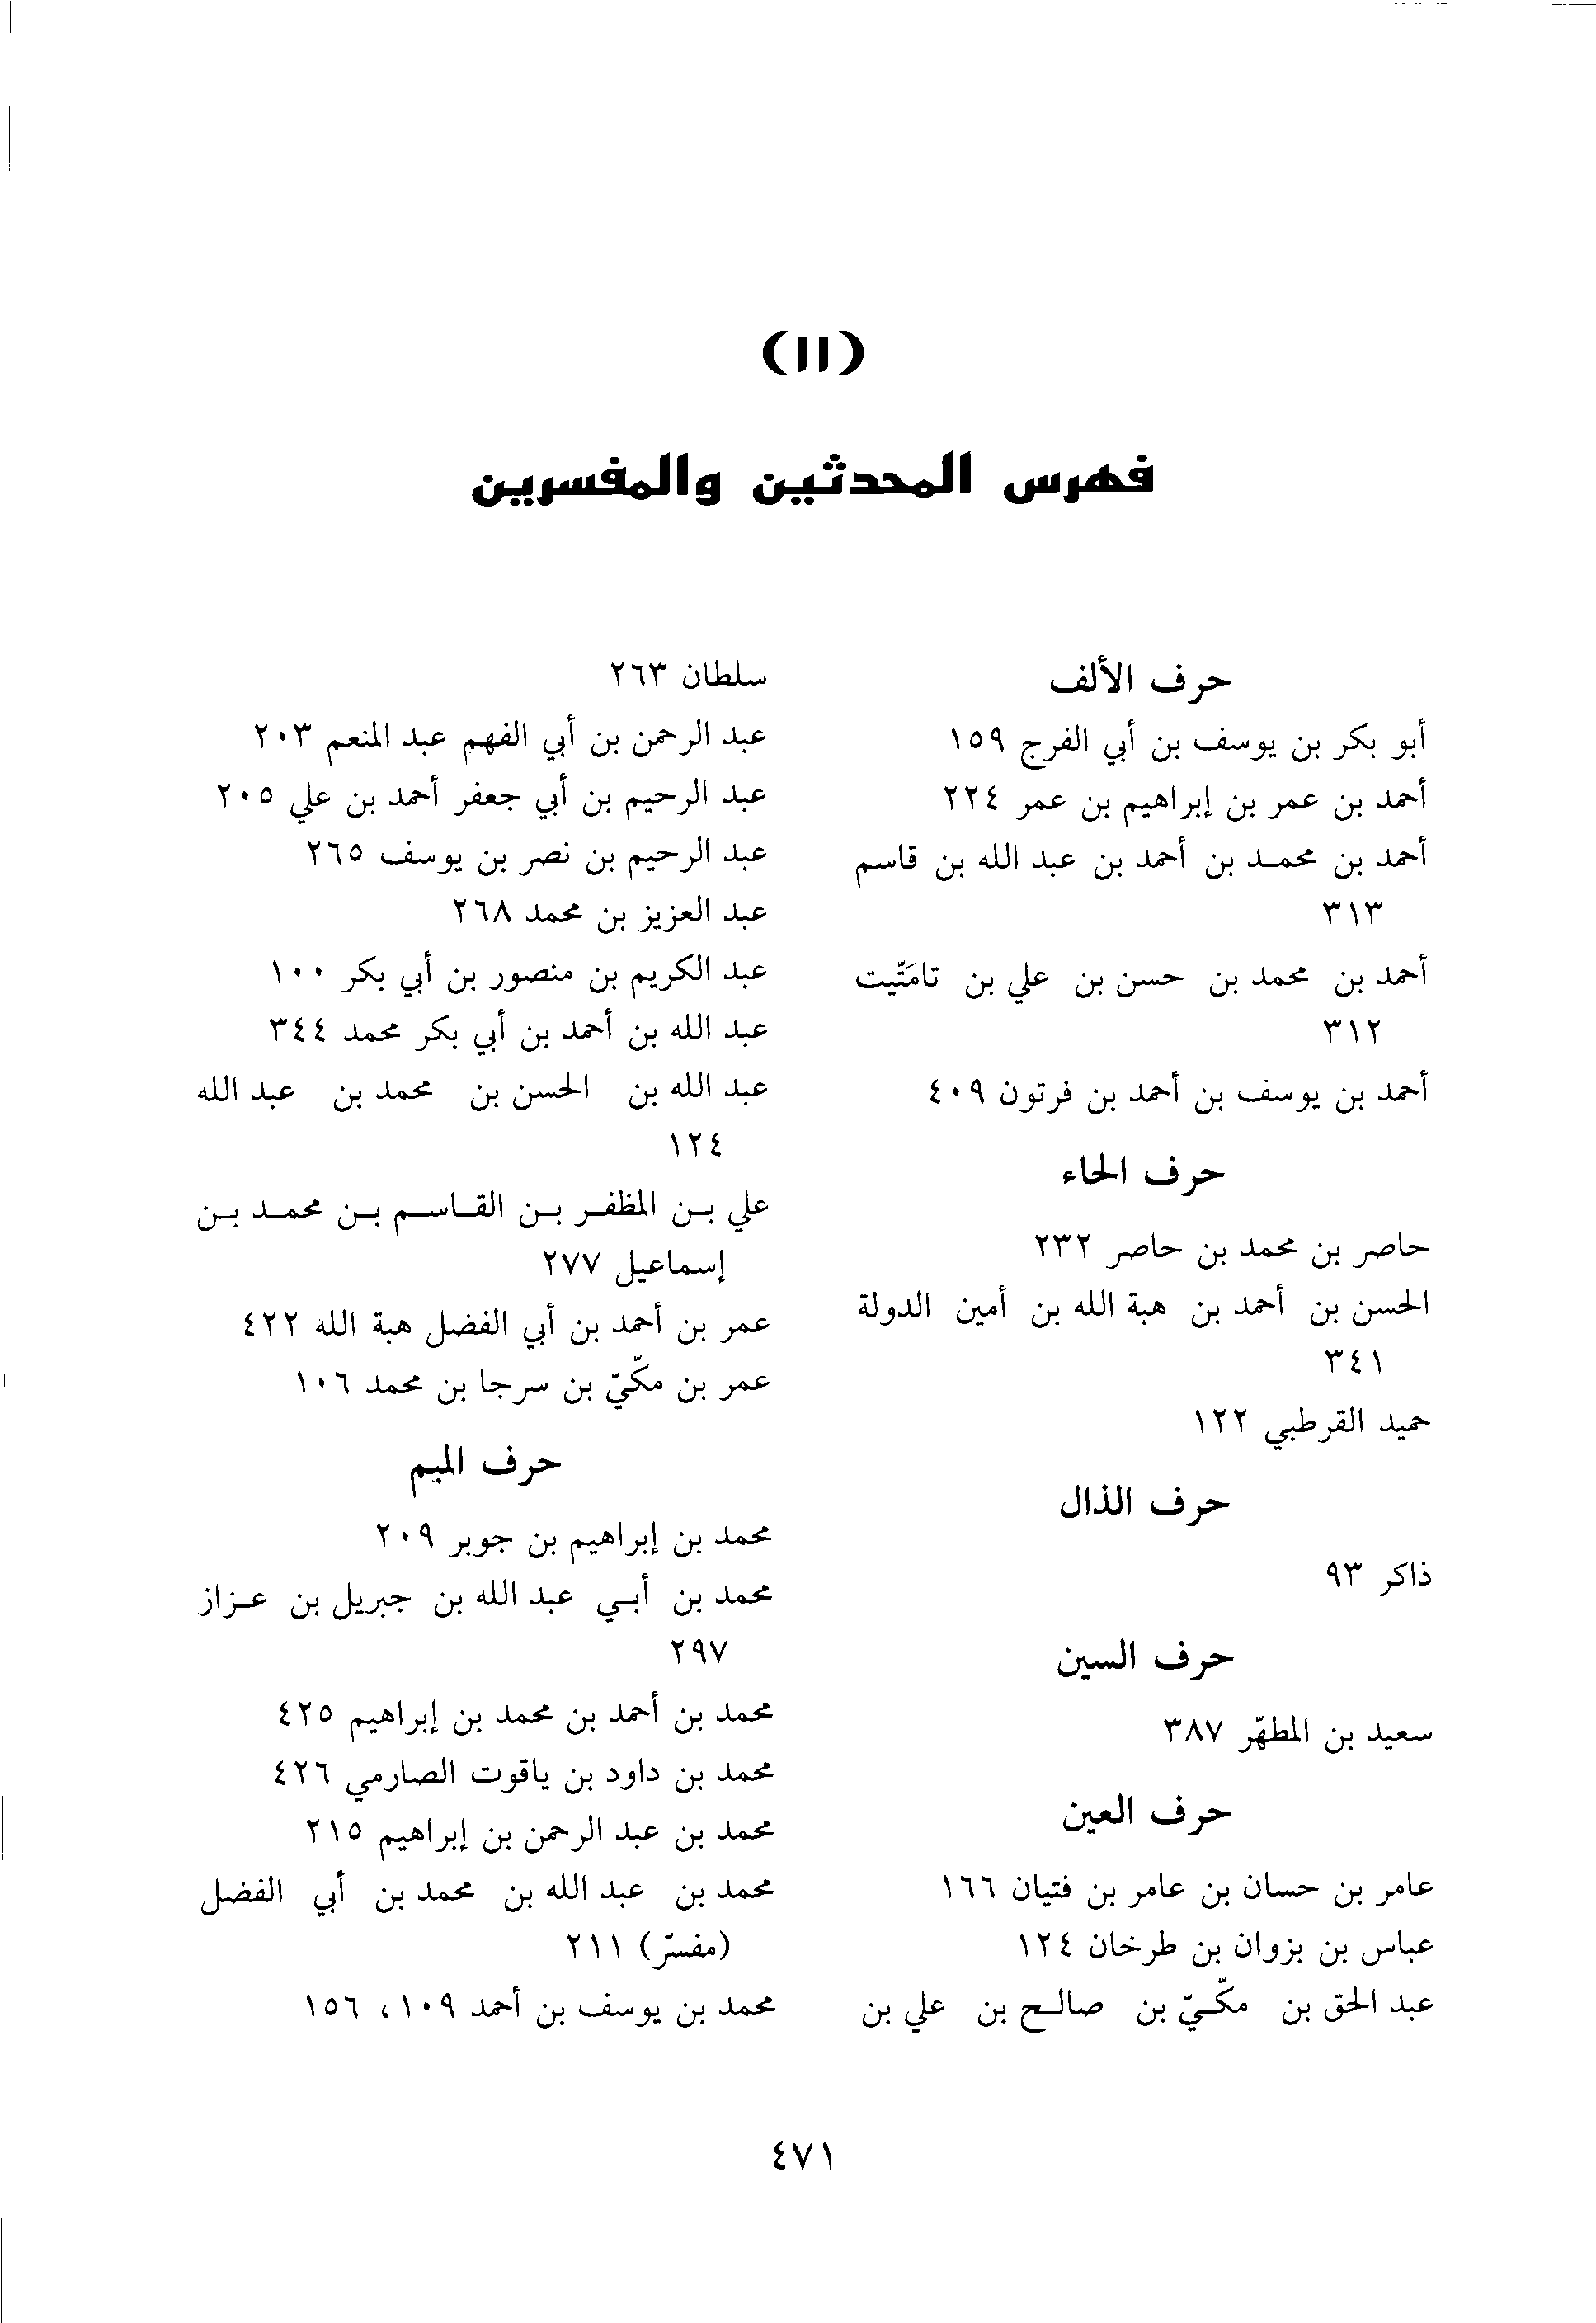 (١١)
فهرس المحدثين والمفسرين
حرف الألف
أبو بكر بن يوسف بن أبي الفرج ١٥٩
أحمد بن عمر بن إبراهيم بن عمر ٢٢٤
أحمد بن محمد بن أحمد بن عبد الله بن قاسم
٣١٣
أحمد بن محمد بن حسن بن علي بن تامَتِّيت
٣١٢
أحمد بن يوسف بن أحمد بن فرتون ٤٠٩
حرف الحاء
حاصر بن محمد بن حاصر ٢٣٢
الحسن بن أحمد بن هبة الله بن أمين الدولة
٣٤١
حميد القرطبي ١٢٢
حرف الذال
ذاكر ٩٣
حرف السين
سعيد بن المطهّر ٣٨٧
حرف العين
عامر بن حسان بن عامر بن فتيان ١٦٦
عباس بن بزوان بن طرخان ١٢٤
عبد الحق بن مكّيّ بن صالح بن علي بن
سلطان ٢٦٣
عبد الرحمن بن أبي الفهم عبد المنعم ٢٠٣
عبد الرحيم بن أبي جعفر أحمد بن علي ٢٠٥
عبد الرحيم بن نصر بن يوسف ٢٦٥
عبد العزيز بن محمد ٢٦٨
عبد الكريم بن منصور بن أبي بكر ١٠٠
عبد الله بن أحمد بن أبي بكر محمد ٣٤٤
عبد الله بن الحسن بن محمد بن عبد الله
١٢٤
علي بن المظفر بن القاسم بن محمد بن
إسماعيل ٢٧٧
عمر بن أحمد بن أبي الفضل هبة الله ٤٢٢
عمر بن مكّيّ بن سرجا بن محمد ١٠٦
حرف الميم
محمد بن إبراهيم بن جوبر ٢٠٩
محمد بن أبي عبد الله بن جبريل بن عزاز
٢٩٧
محمد بن أحمد بن محمد بن إبراهيم ٤٢٥
محمد بن داود بن ياقوت الصارمي ٤٢٦
محمد بن عبد الرحمن بن إبراهيم ٢١٥
محمد بن عبد الله بن محمد بن أبي الفضل
(مفسّر) ٢١١
محمد بن يوسف بن أحمد ١٠٩، ١٥٦
٤٧١